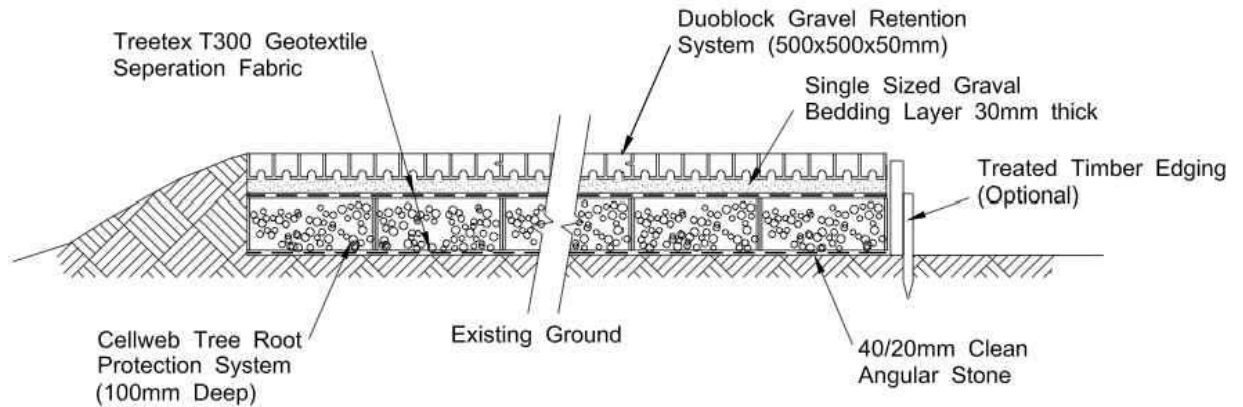 Treetex T300 Geotextile
Seperation Fabric
Duoblock Gravel Retention
System (500x500x50mm)
Single Sized Graval
Bedding Layer 30mm thick
Treated Timber Edging
(Optional)
Cellweb Tree Root
Protection System
(100mm Deep)
Existing Ground
40/20mm Clean
Angular Stone